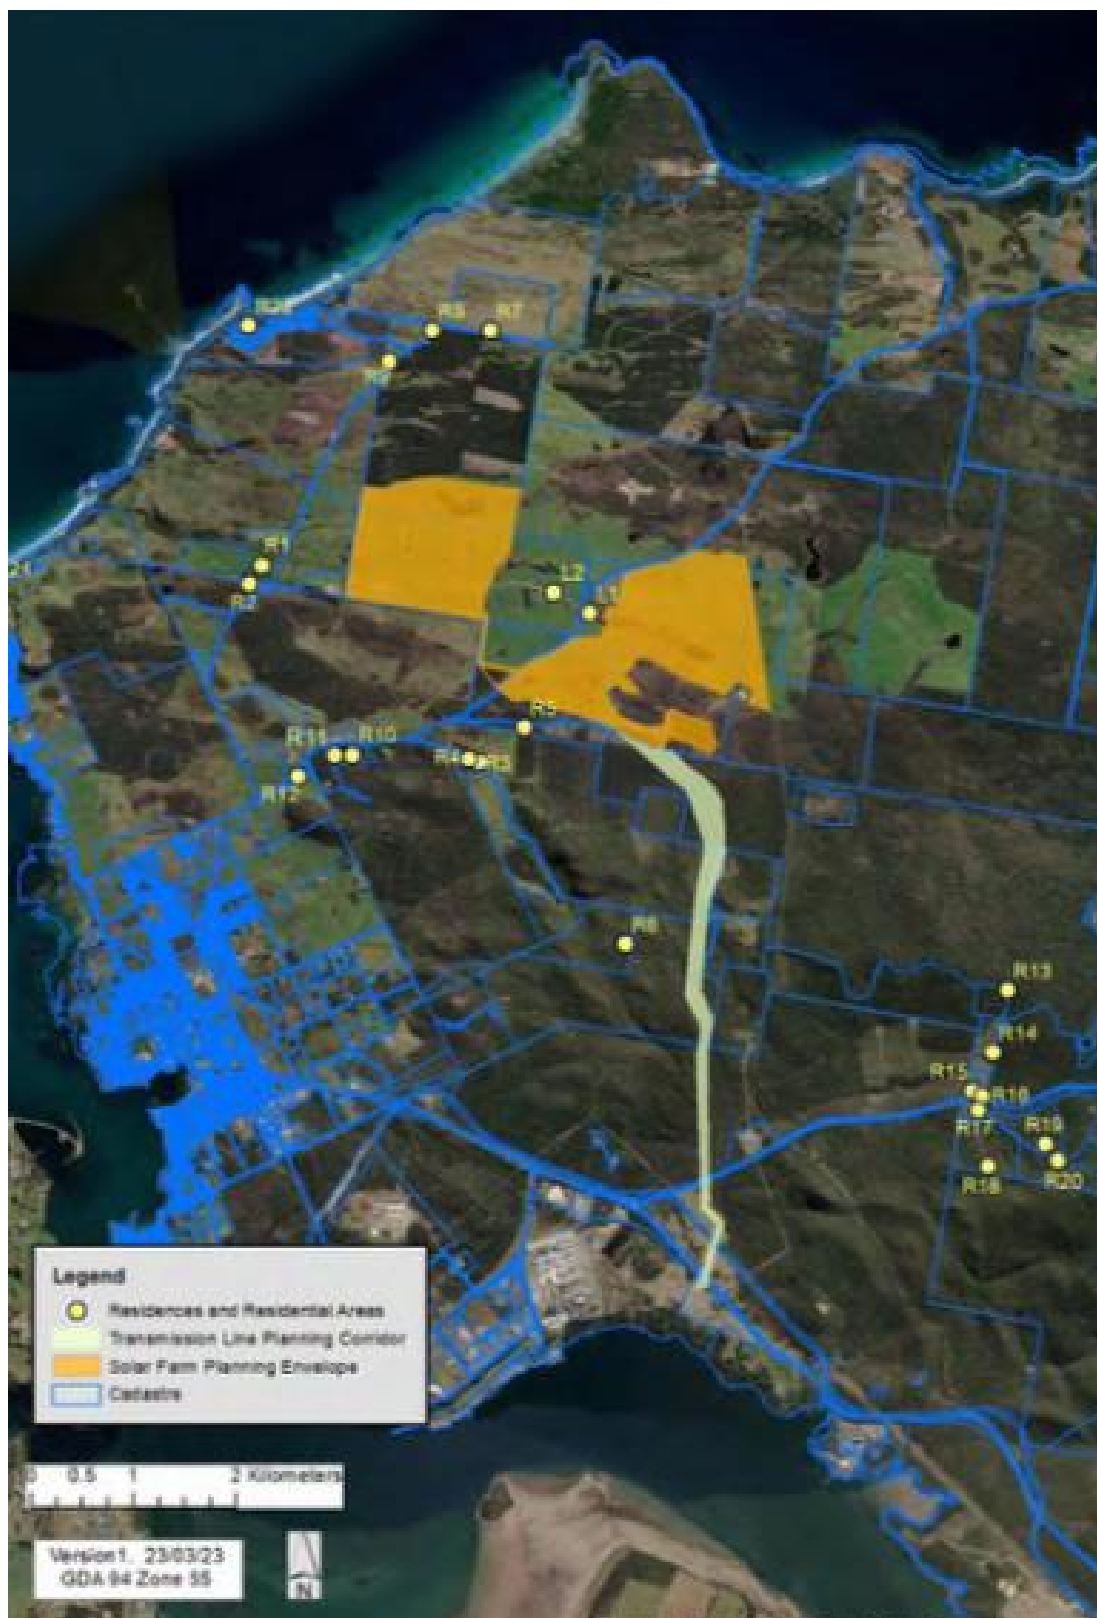 R7
R1
R2
L2
L1
R5
R11 R10
R4
R12
R6
R13
R14
R15
R16
R17
R19
R18
R20
Legend
Residences and Residential Areas
Transmission Line Planning Corridor
Solar Farm Planning Envelope
Cadastre
0 0.5 1 2 Kilometers
Version1, 23/03/23
GDA 94 Zone 55
N